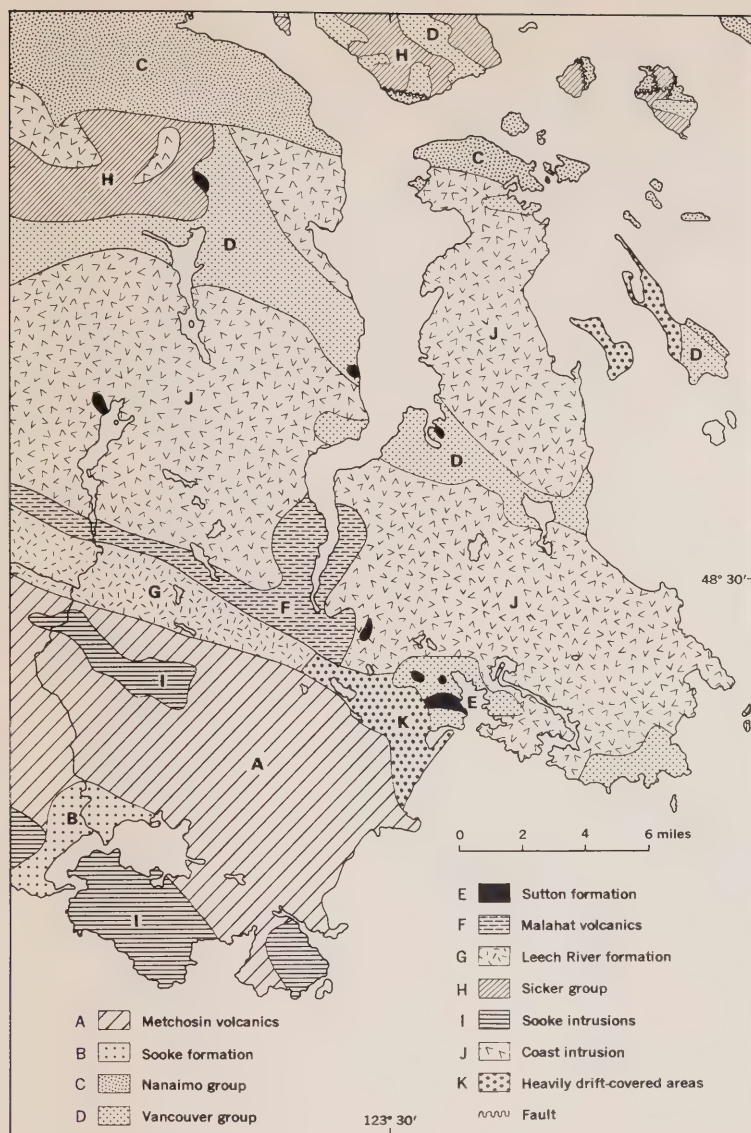 C
H
D
H
D
C
D
J
J
D
D
48° 30'
G
F
J
I
K
E
A
B
I
0 2 4 6 miles
E Sutton formation
F Malahat volcanics
G Leech River formation
H Sicker group
I Sooke intrusions
J Coast intrusion
K Heavily drift-covered areas
Fault
A Metchosin volcanics
B Sooke formation
C Nanaimo group
D Vancouver group
123° 30'